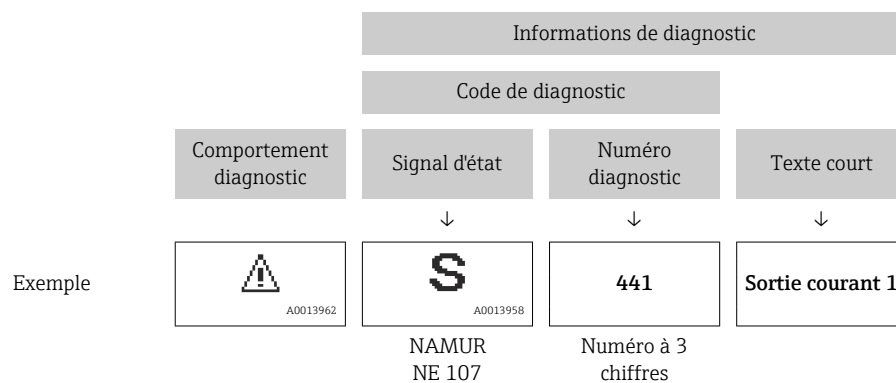 Informations de diagnostic
Code de diagnostic
Comportement
diagnostic
Signal d'état
Numéro
diagnostic
Texte court
↓ ↓ ↓
Exemple
⚠
A0013962
S
A0013958
441
Sortie courant 1
NAMUR
NE 107
Numéro à 3
chiffres